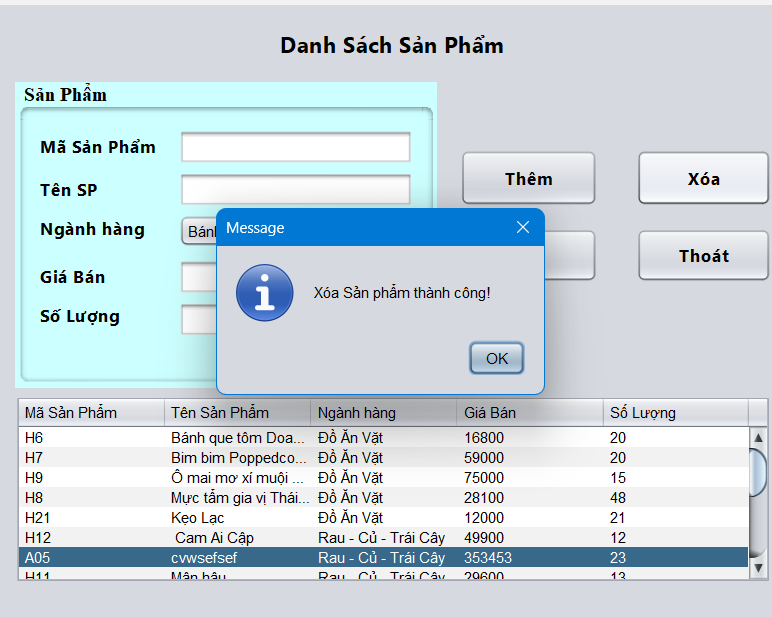 Danh Sách Sản Phẩm
Sản Phẩm
Mã Sản Phẩm
Tên SP
Ngành hàng
Giá Bán
Số Lượng
Thêm
Xóa
Thoát
Message
Xóa Sản phẩm thành công!
OK
Mã Sản Phẩm Tên Sản Phẩm Ngành hàng Giá Bán Số Lượng
H6 Bánh que tôm Doa... Đồ Ăn Vặt 16800 20
H7 Bim bim Poppedco... Đồ Ăn Vặt 59000 20
H9 Ô mai mơ xí muội ... Đồ Ăn Vặt 75000 15
H8 Mực tẩm gia vị Thái... Đồ Ăn Vặt 28100 48
H21 Kẹo Lạc Đồ Ăn Vặt 12000 21
H12 Cam Ai Cập Rau - Củ - Trái Cây 49900 12
A05 cvwsefsef Rau - Củ - Trái Cây 353453 23
H11 Mận hậu Rau - Củ - Trái Cây 29600 13